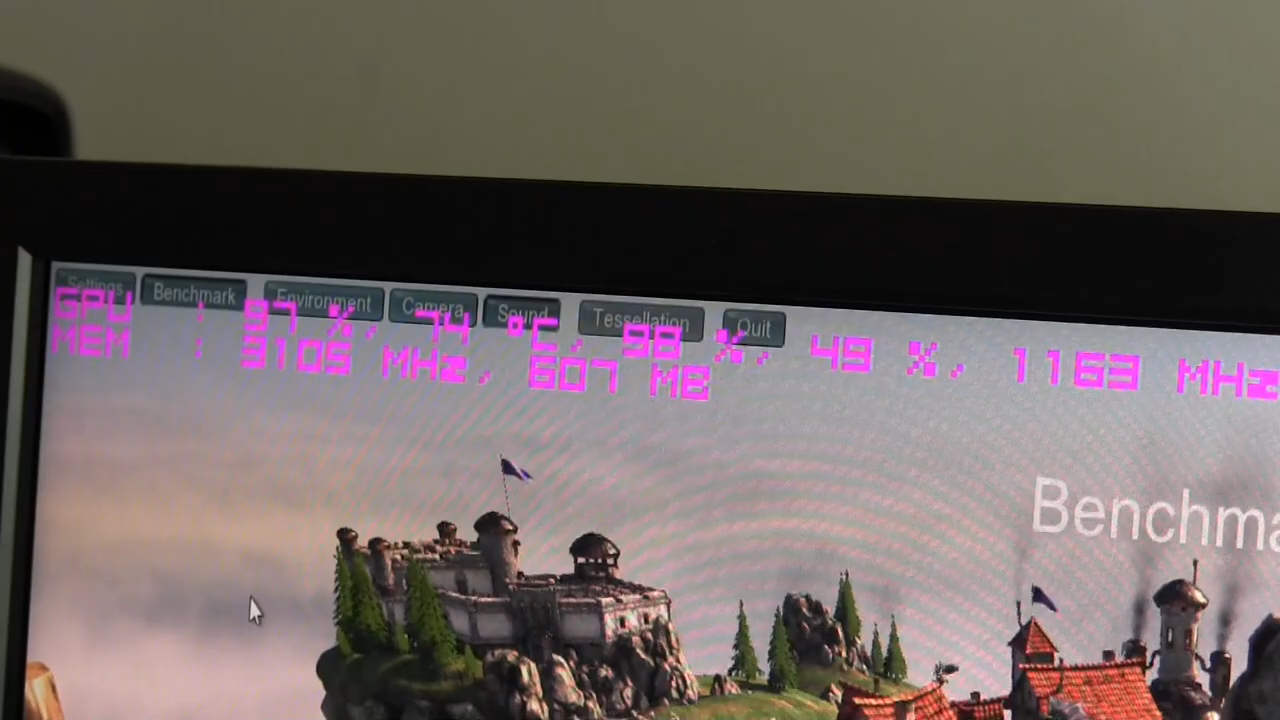 Settings Benchmark Environment Camera Sound Tessellation Quit
GPU : 97 %, 74 °C, 98 %, 49 %, 1163 MHz
MEM : 3105 MHz, 607 MB
Benchma